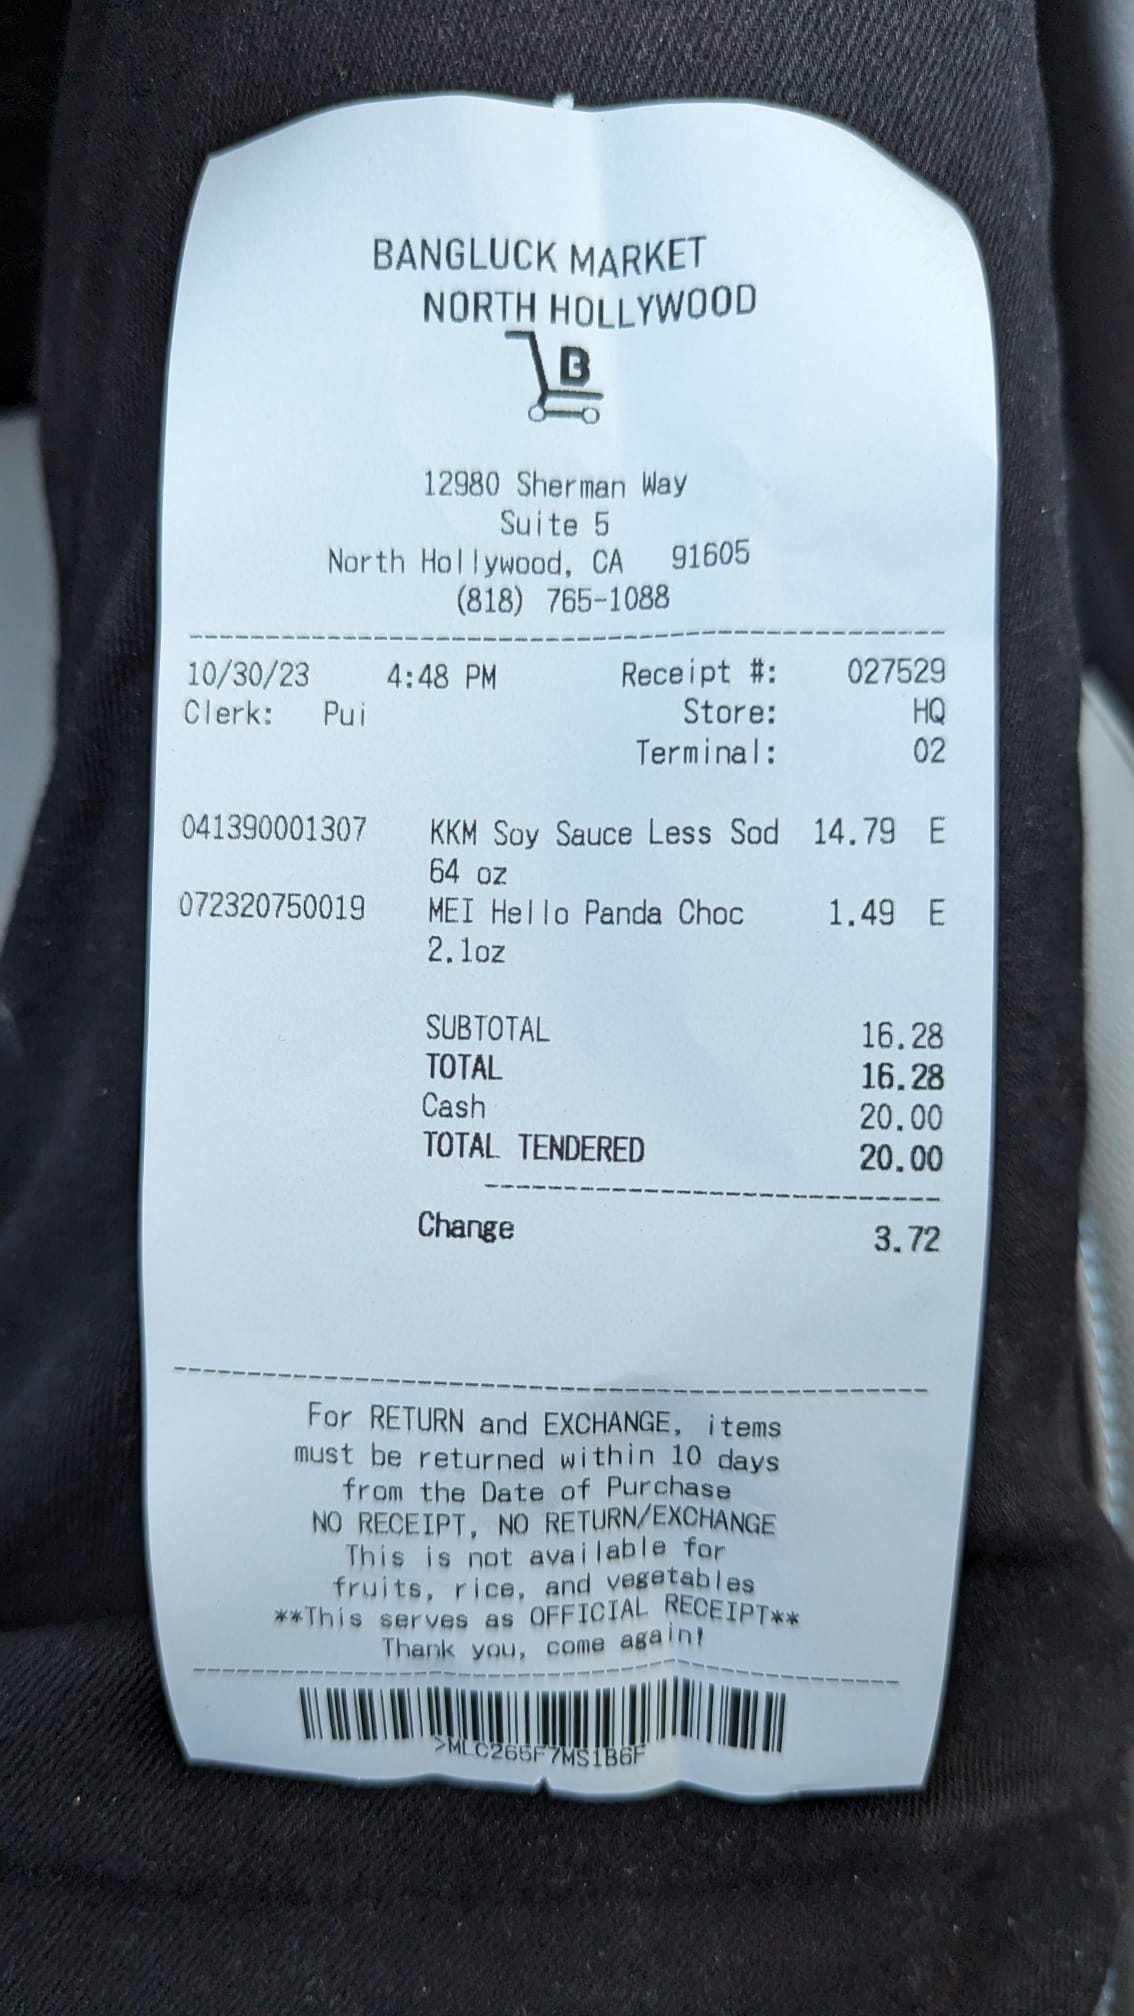 BANGLUCK MARKET
NORTH HOLLYWOOD
B
12980 Sherman Way
Suite 5
North Hollywood, CA 91605
(818) 765-1088
10/30/23 4:48 PM Receipt #: 027529
Clerk: Pui Store: HQ
Terminal: 02
041390001307 KKM Soy Sauce Less Sod 14.79 E
64 oz
072320750019 MEI Hello Panda Choc 1.49 E
2.1oz
SUBTOTAL 16.28
TOTAL 16.28
Cash 20.00
TOTAL TENDERED 20.00
Change 3.72
For RETURN and EXCHANGE, items
must be returned within 10 days
from the Date of Purchase
NO RECEIPT, NO RETURN/EXCHANGE
This is not available for
fruits, rice, and vegetables
**This serves as OFFICIAL RECEIPT**
Thank you, come again!
>MLC265F7MS1B6F